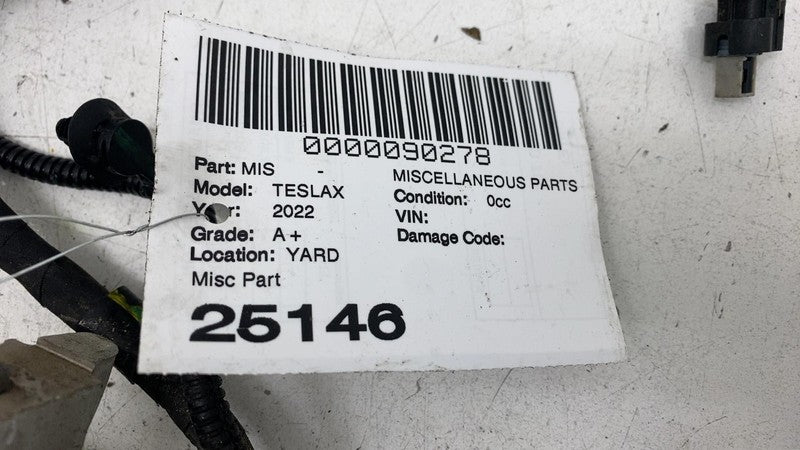 0000090278
Part: MIS - MISCELLANEOUS PARTS
Model: TESLAX Condition: 0cc
Year: 2022 VIN:
Grade: A+ Damage Code:
Location: YARD
Misc Part
25146